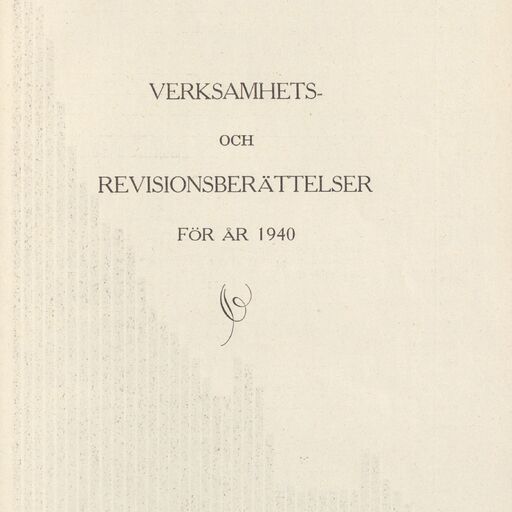 VERKSAMHETS-
OCH
REVISIONSBERÄTTELSER
FÖR ÅR 1940